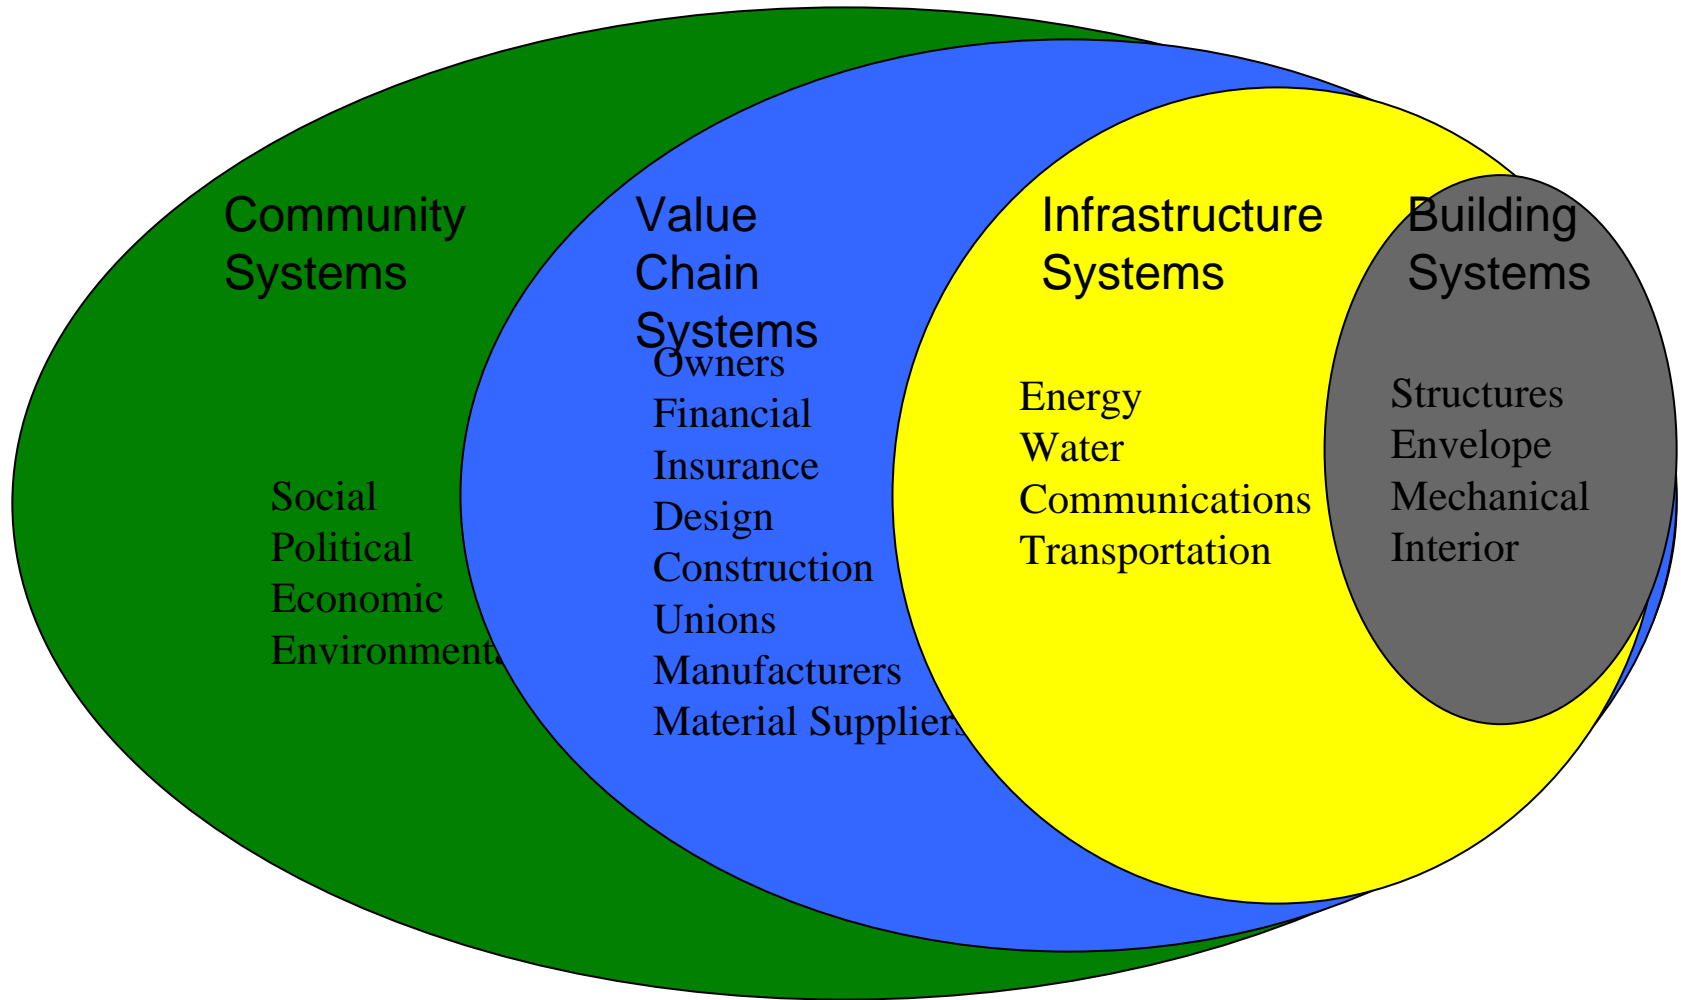 Community
Systems
Social
Political
Economic
Environmenta
Value
Chain
Systems
Owners
Financial
Insurance
Design
Construction
Unions
Manufacturers
Material Suppliers
Infrastructure
Systems
Energy
Water
Communications
Transportation
Building
Systems
Structures
Envelope
Mechanical
Interior